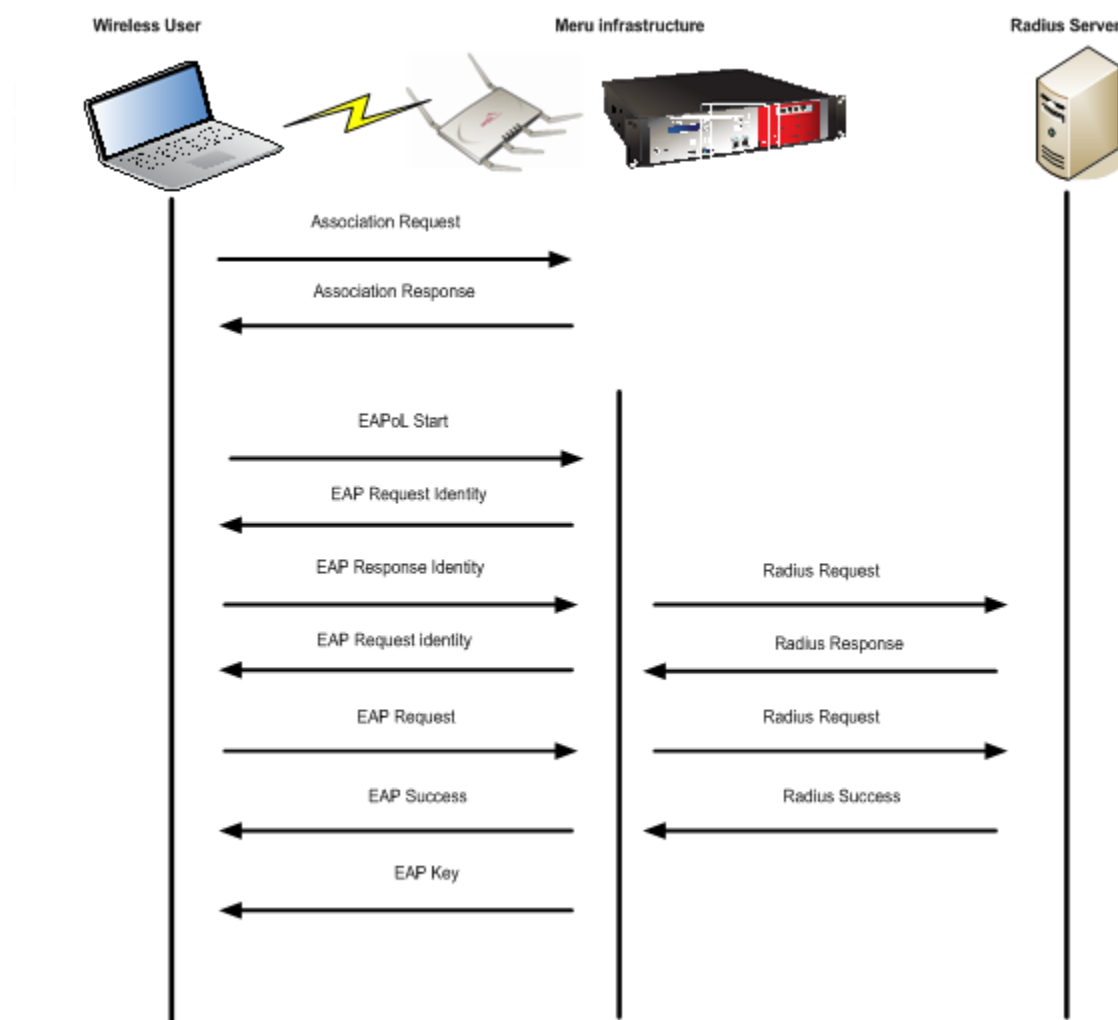 Wireless User
Meru infrastructure
Radius Server
Association Request
Association Response
EAPoL Start
EAP Request Identity
EAP Response Identity
Radius Request
EAP Request identity
Radius Response
EAP Request
Radius Request
EAP Success
Radius Success
EAP Key